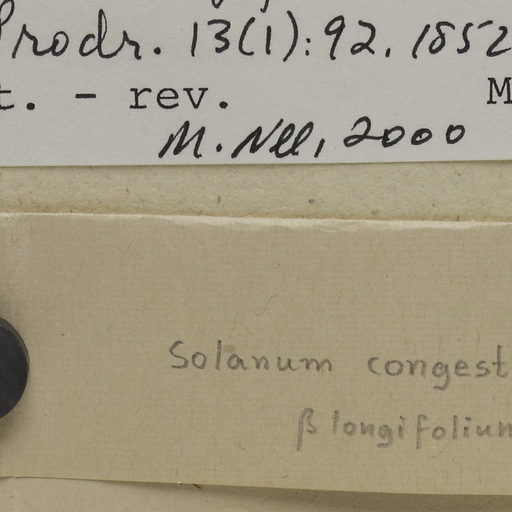 Prodr. 13(1): 92. 1852
t. - rev. M
M. Nee, 2000
Solanum congest
β longifolium